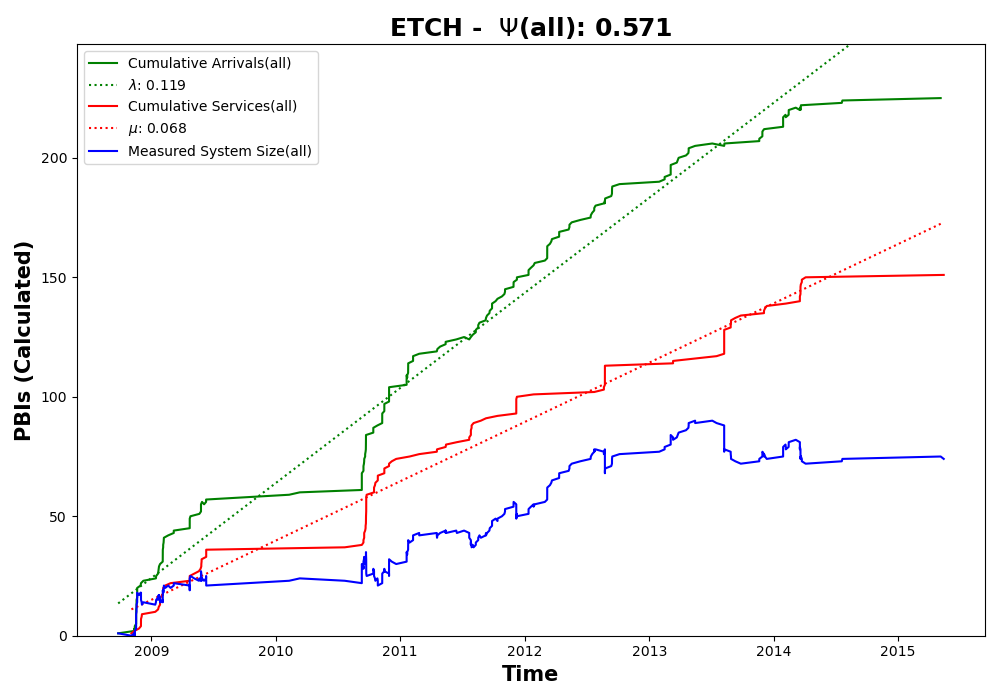 ETCH - Ψ(all): 0.571
Cumulative Arrivals(all)
λ: 0.119
Cumulative Services(all)
μ: 0.068
Measured System Size(all)
PBIs (Calculated)
200
150
100
50
0
2009 2010 2011 2012 2013 2014 2015
Time